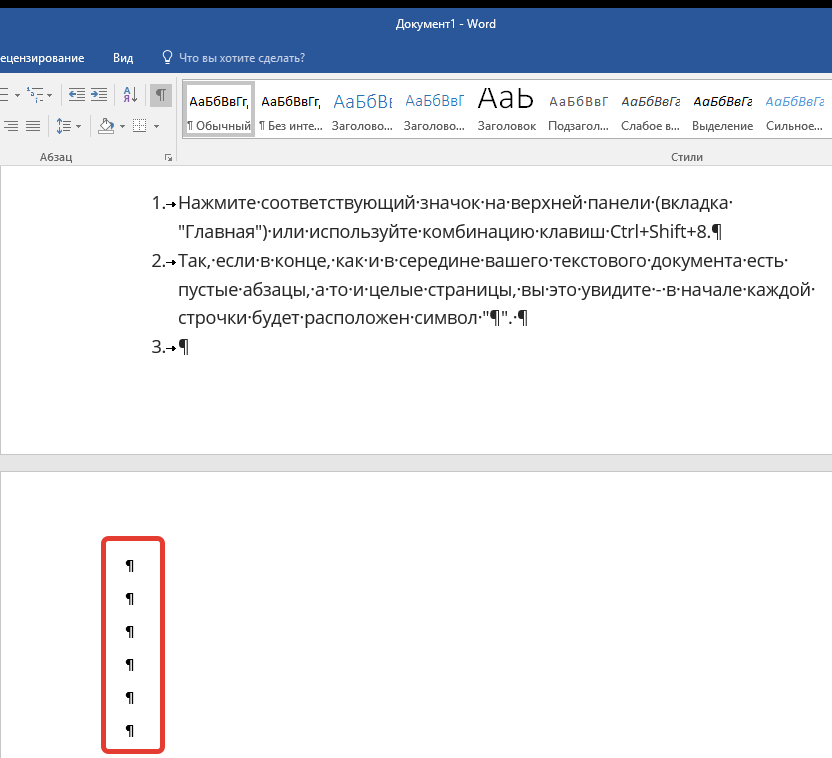 Документ1 - Word
ецензирование Вид Что вы хотите сделать?
АаБбВвГг, АаБбВвГг, АаБбВı АаБбВвГ АаЬ АаБбВвГ АаБбВвГг АаБбВвГг АаБбВвГг
¶ Обычный ¶ Без инте... Заголово... Заголово... Заголовок Подзагол... Слабое в... Выделение Сильное...
Абзац Стили
1.→Нажмите·соответствующий·значок·на·верхней·панели·(вкладка·
"Главная")·или·используйте·комбинацию·клавиш·Ctrl+Shift+8.¶
2.→Так,·если·в·конце,·как·и·в·середине·вашего·текстового·документа·есть·
пустые·абзацы,·а·то·и·целые·страницы,·вы·это·увидите·-·в·начале·каждой·
строчки·будет·расположен·символ·"¶".·¶
3.→¶
¶
¶
¶
¶
¶
¶